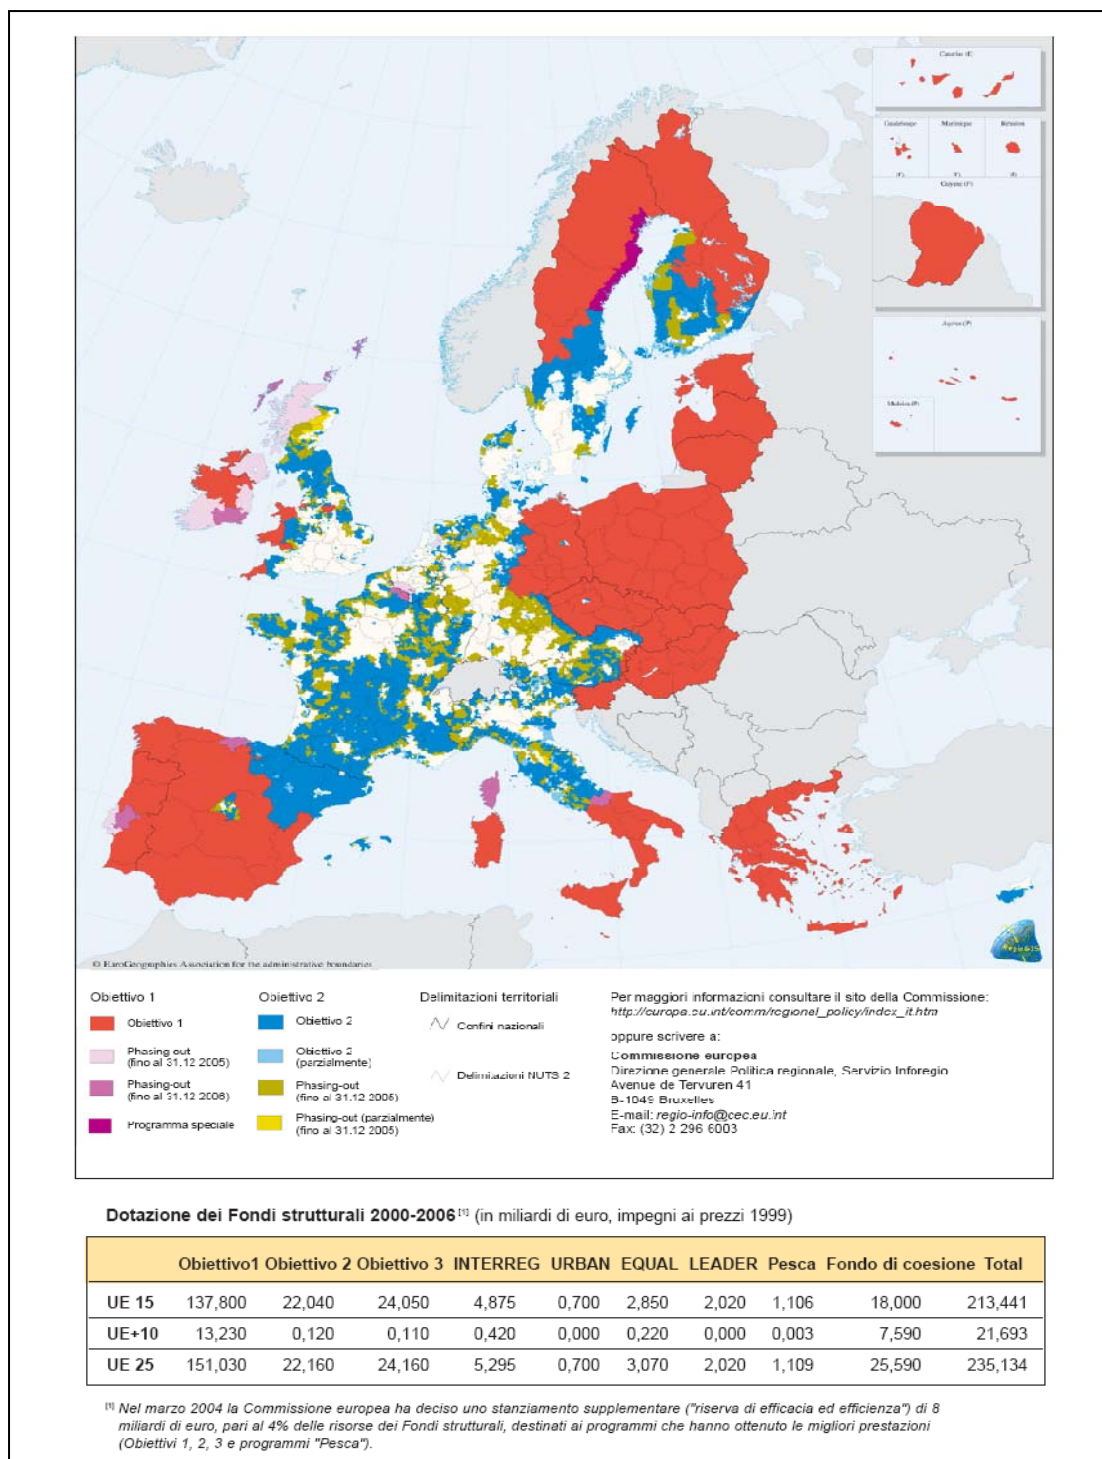 Canarias (E)
Guadeloupe Martinique Réunion
(F) (F) (F)
Guyane (F)
Açores (P)
Madeira (P)
© EuroGeographics Association for the administrative boundaries
Obiettivo 1
Obiettivo 1
Phasing out
(fino al 31.12 2005)
Phasing-out
(fino al 31.12 2006)
Programma speciale
Obiettivo 2
Obiettivo 2
Obiettivo 2
(parzialmente)
Phasing-out
(fino al 31.12 2005)
Phasing-out (parzialmente)
(fino al 31.12 2005)
Delimitazioni territoriali
Confini nazionali
Delimitazioni NUTS 2
Per maggiori informazioni consultare il sito della Commissione:
http://europa.eu.int/comm/regional_policy/index_it.htm
oppure scrivere a:
Commissione europea
Direzione generale Politica regionale, Servizio Inforegio
Avenue de Tervuren 41
B-1049 Bruxelles
E-mail: regio-info@cec.eu.int
Fax: (32) 2 296 6003
Dotazione dei Fondi strutturali 2000-2006 [1] (in miliardi di euro, impegni ai prezzi 1999)
Obiettivo1 Obiettivo 2 Obiettivo 3 INTERREG URBAN EQUAL LEADER Pesca Fondo di coesione Total
UE 15 137,800 22,040 24,050 4,875 0,700 2,850 2,020 1,106 18,000 213,441
UE+10 13,230 0,120 0,110 0,420 0,000 0,220 0,000 0,003 7,590 21,693
UE 25 151,030 22,160 24,160 5,295 0,700 3,070 2,020 1,109 25,590 235,134
[1] Nel marzo 2004 la Commissione europea ha deciso uno stanziamento supplementare ("riserva di efficacia ed efficienza") di 8
miliardi di euro, pari al 4% delle risorse dei Fondi strutturali, destinati ai programmi che hanno ottenuto le migliori prestazioni
(Obiettivi 1, 2, 3 e programmi "Pesca").